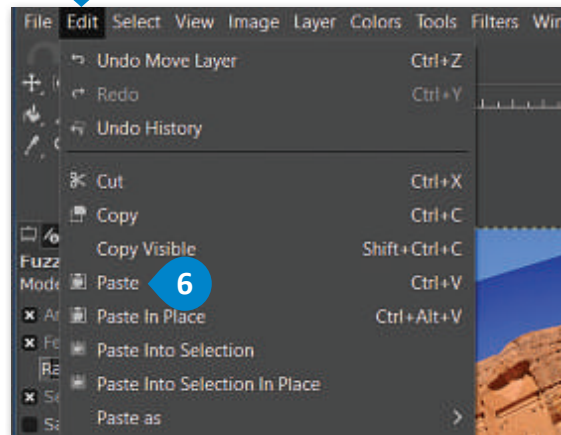 File Edit Select View Image Layer Colors Tools Filters
Undo Move Layer Ctrl+Z
Redo Ctrl+Y
Undo History
Cut Ctrl+X
Copy Ctrl+C
Copy Visible Shift+Ctrl+C
Paste 6 Ctrl+V
Paste In Place Ctrl+Alt+V
Paste Into Selection
Paste Into Selection In Place
Paste as